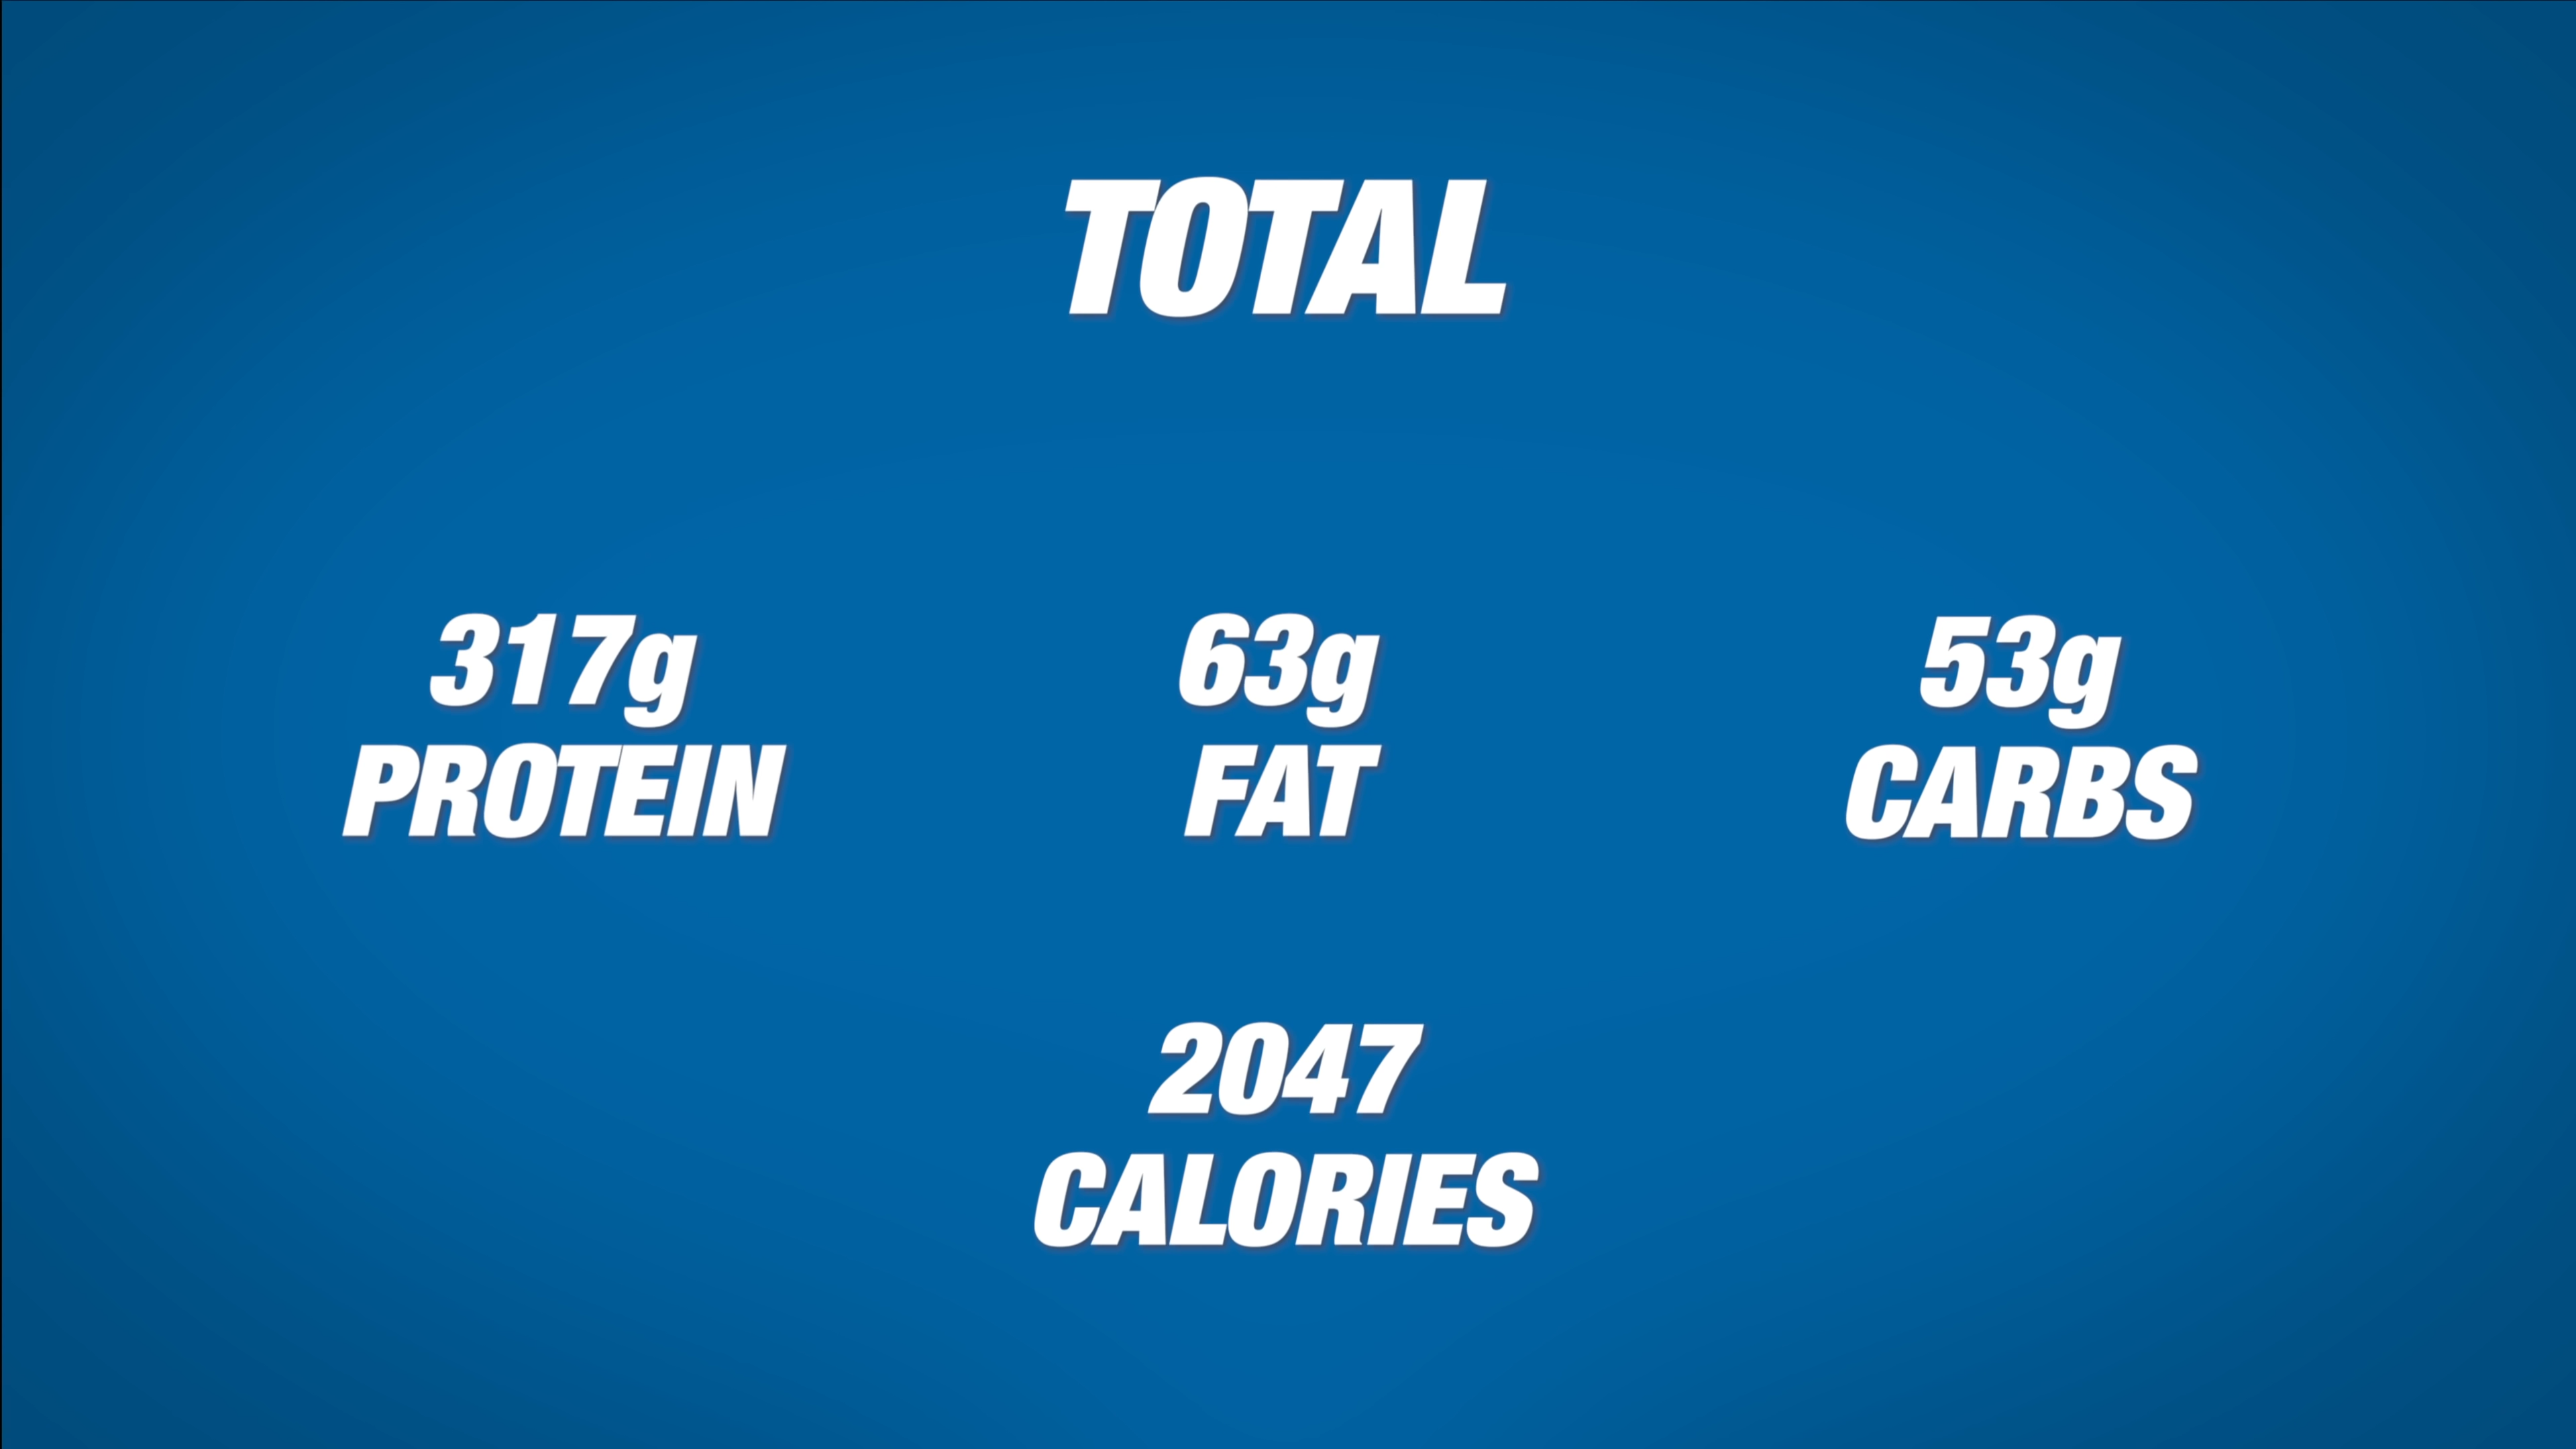 TOTAL
317g
PROTEIN
63g
FAT
53g
CARBS
2047
CALORIES